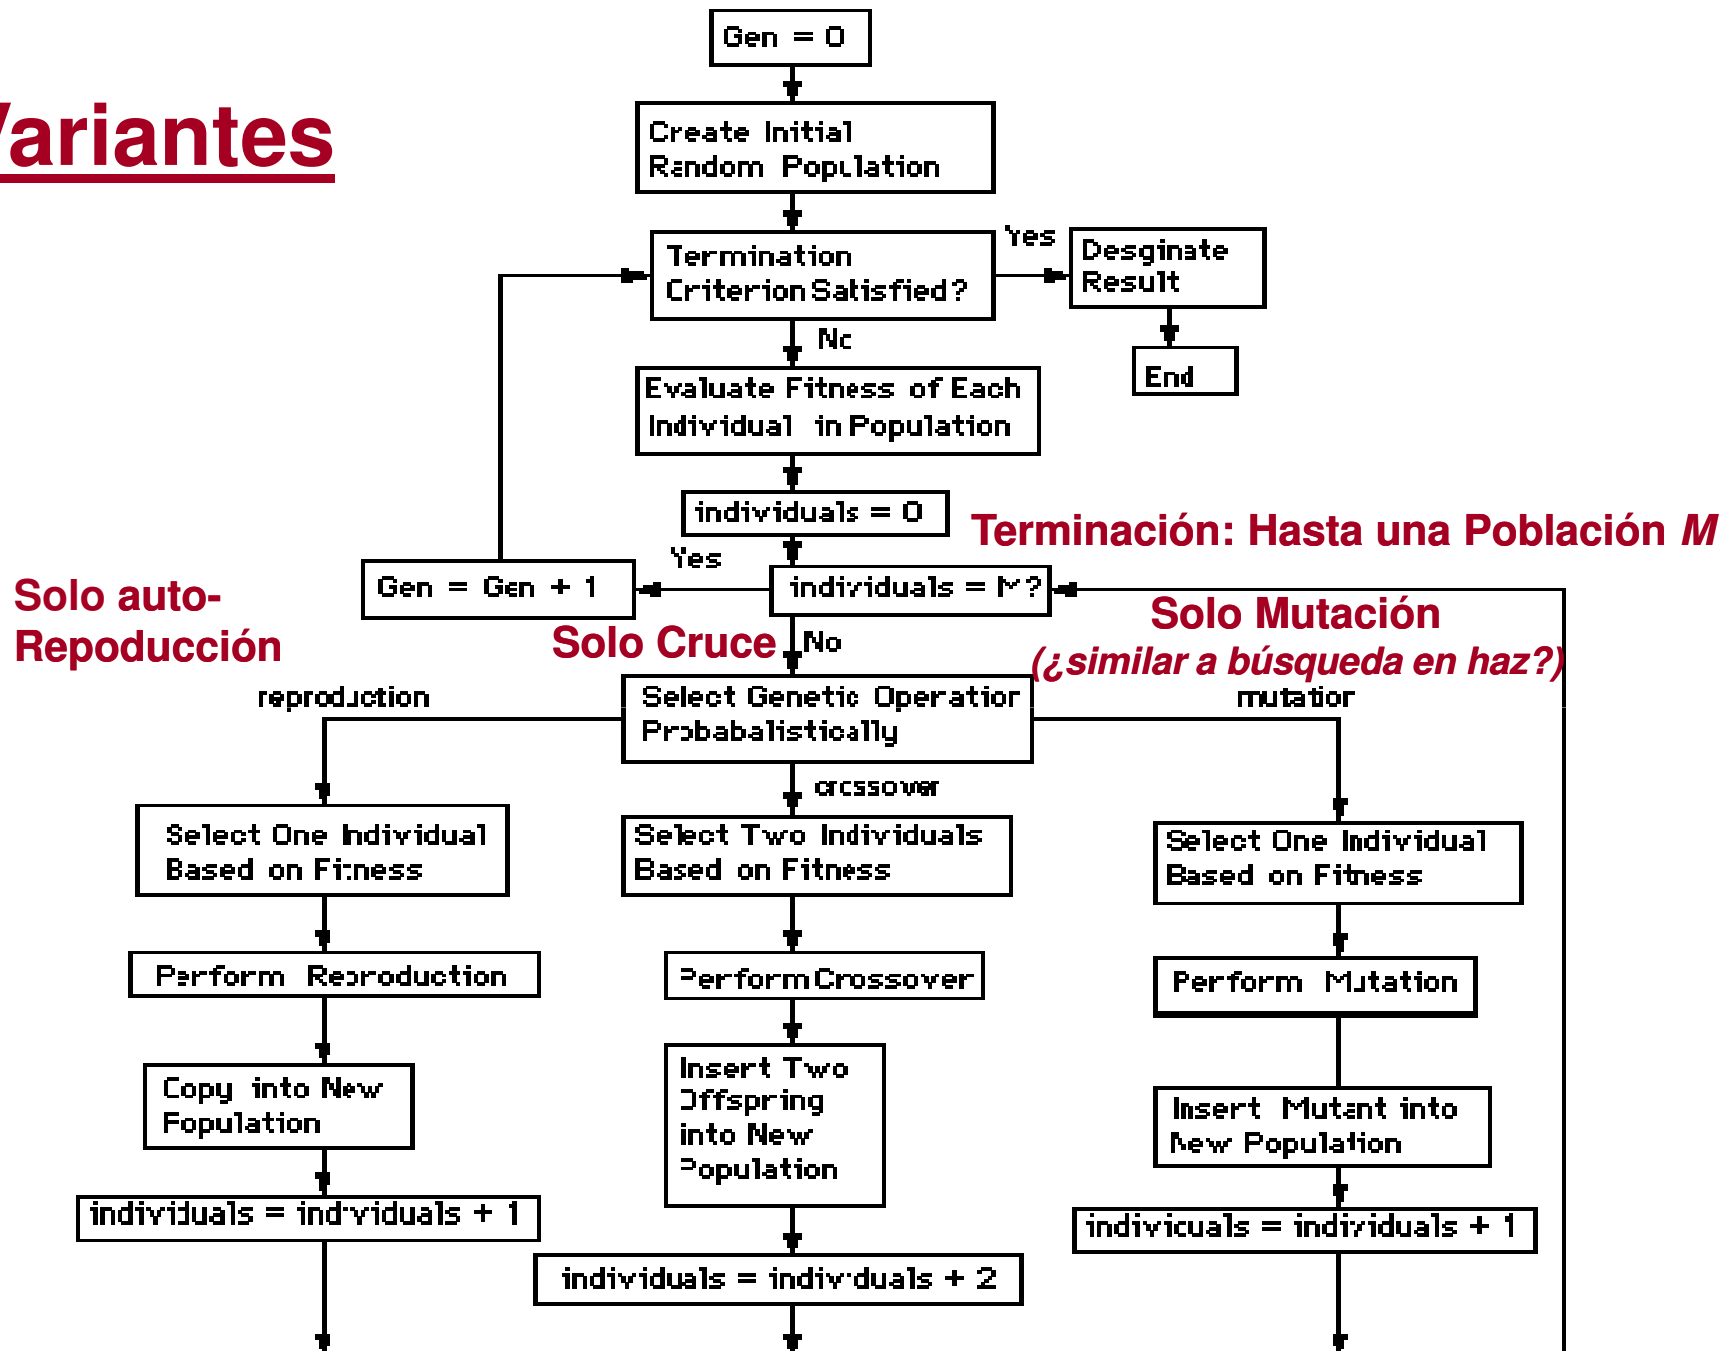 Variantes
Gen = 0
Create Initial
Random Population
Termination
Criterion Satisfied?
Yes
Desginate
Result
End
No
Evaluate Fitness of Each
Individual in Population
individuals = 0
Terminación: Hasta una Población M
Yes
Gen = Gen + 1
individuals = M?
Solo auto-
Repoducción
Solo Cruce
No
Solo Mutación
(¿similar a búsqueda en haz?)
reproduction
Select Genetic Operation
Probabalistically
mutation
crossover
Select One Individual
Based on Fitness
Select Two Individuals
Based on Fitness
Select One Individual
Based on Fitness
Perform Reproduction
Perform Crossover
Perform Mutation
Copy into New
Population
Insert Two
Offspring
into New
Population
Insert Mutant into
New Population
individuals = individuals + 1
individuals = individuals + 2
individuals = individuals + 1